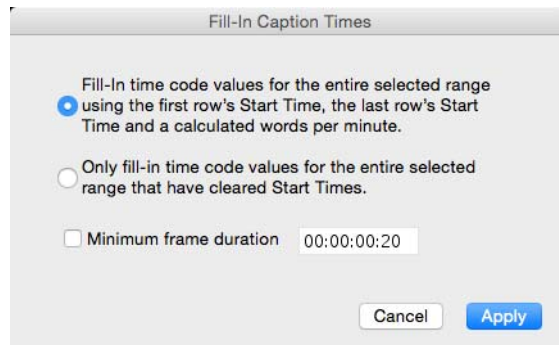 Fill-In Caption Times
Fill-In time code values for the entire selected range
using the first row's Start Time, the last row's Start
Time and a calculated words per minute.
Only fill-in time code values for the entire selected
range that have cleared Start Times.
Minimum frame duration 00:00:00:20
Cancel Apply